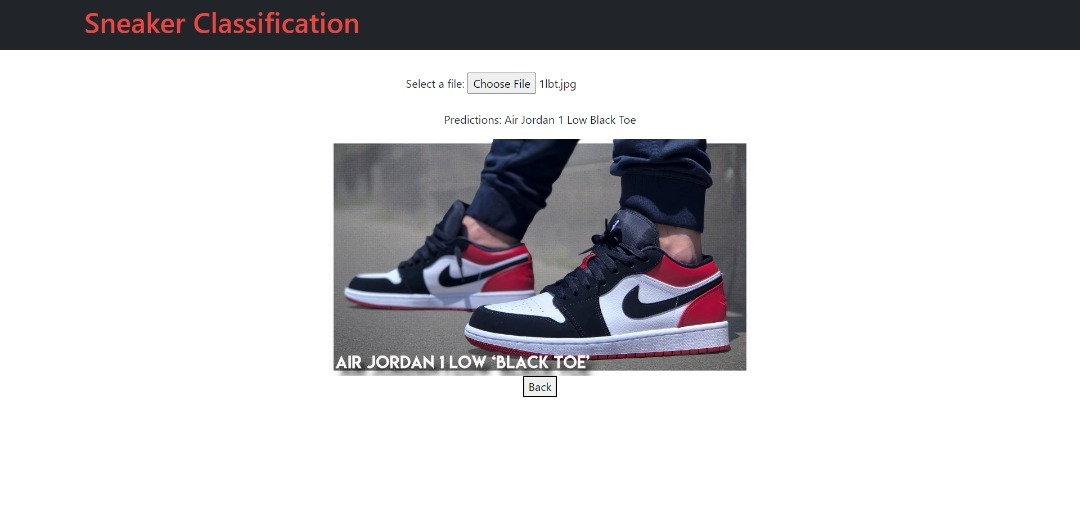 Sneaker Classification
Select a file: Choose File 1lbt.jpg
Predictions: Air Jordan 1 Low Black Toe
AIR JORDAN 1 LOW ‘BLACK TOE’
Back